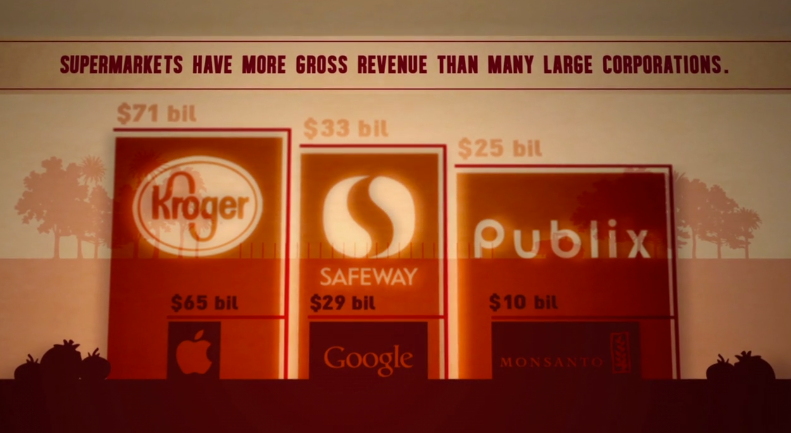 SUPERMARKETS HAVE MORE GROSS REVENUE THAN MANY LARGE CORPORATIONS.
$71 bil
$33 bil
$25 bil
Kroger
SAFEWAY
Publix
$65 bil
$29 bil
$10 bil
Google
MONSANTO